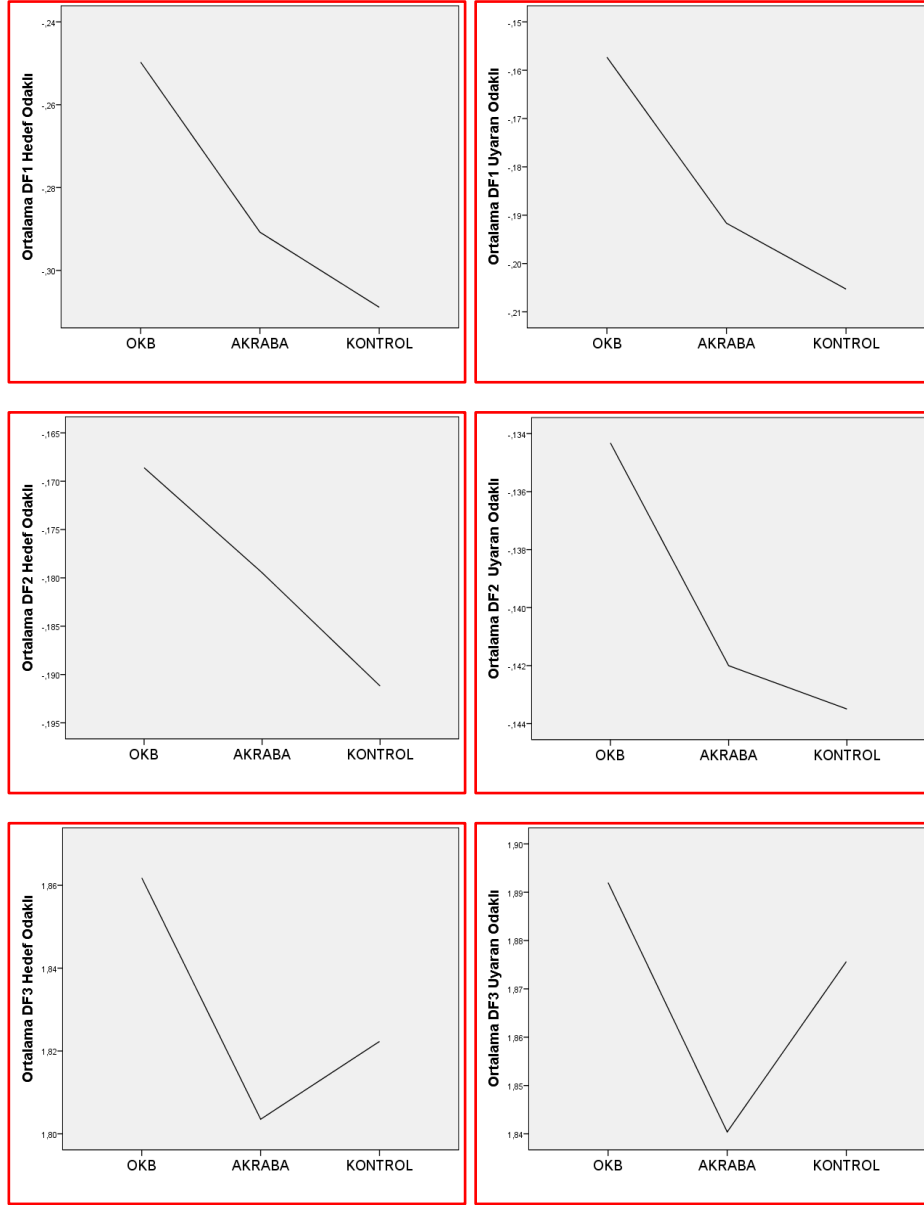 Ortalama DF1 Hedef Odaklı
-,24
-,26
-,28
-,30
OKB AKRABA KONTROL
Ortalama DF1 Uyaran Odaklı
-,15
-,16
-,17
-,18
-,19
-,20
-,21
OKB AKRABA KONTROL
Ortalama DF2 Hedef Odaklı
-,165
-,170
-,175
-,180
-,185
-,190
-,195
OKB AKRABA KONTROL
Ortalama DF2 Uyaran Odaklı
-,134
-,136
-,138
-,140
-,142
-,144
OKB AKRABA KONTROL
Ortalama DF3 Hedef Odaklı
1,86
1,84
1,82
1,80
OKB AKRABA KONTROL
Ortalama DF3 Uyaran Odaklı
1,90
1,89
1,88
1,87
1,86
1,85
1,84
OKB AKRABA KONTROL